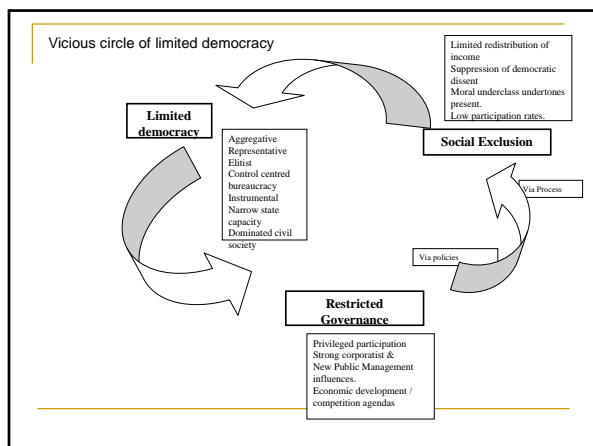 Vicious circle of limited democracy
Limited redistribution of
income
Suppression of democratic
dissent
Moral underclass undertones
present.
Low participation rates.
Limited
democracy
Social Exclusion
Aggregative
Representative
Elitist
Control centred
bureaucracy
Instrumental
Narrow state
capacity
Dominated civil
society
Via Process
Via policies
Restricted
Governance
Privileged participation
Strong corporatist &
New Public Management
influences.
Economic development /
competition agendas